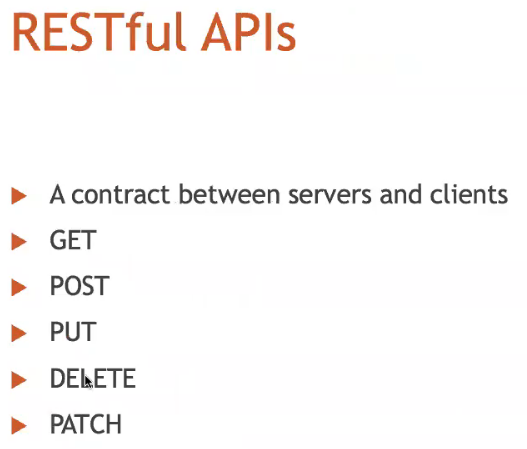 RESTful APIs
A contract between servers and clients
GET
POST
PUT
DELETE
PATCH